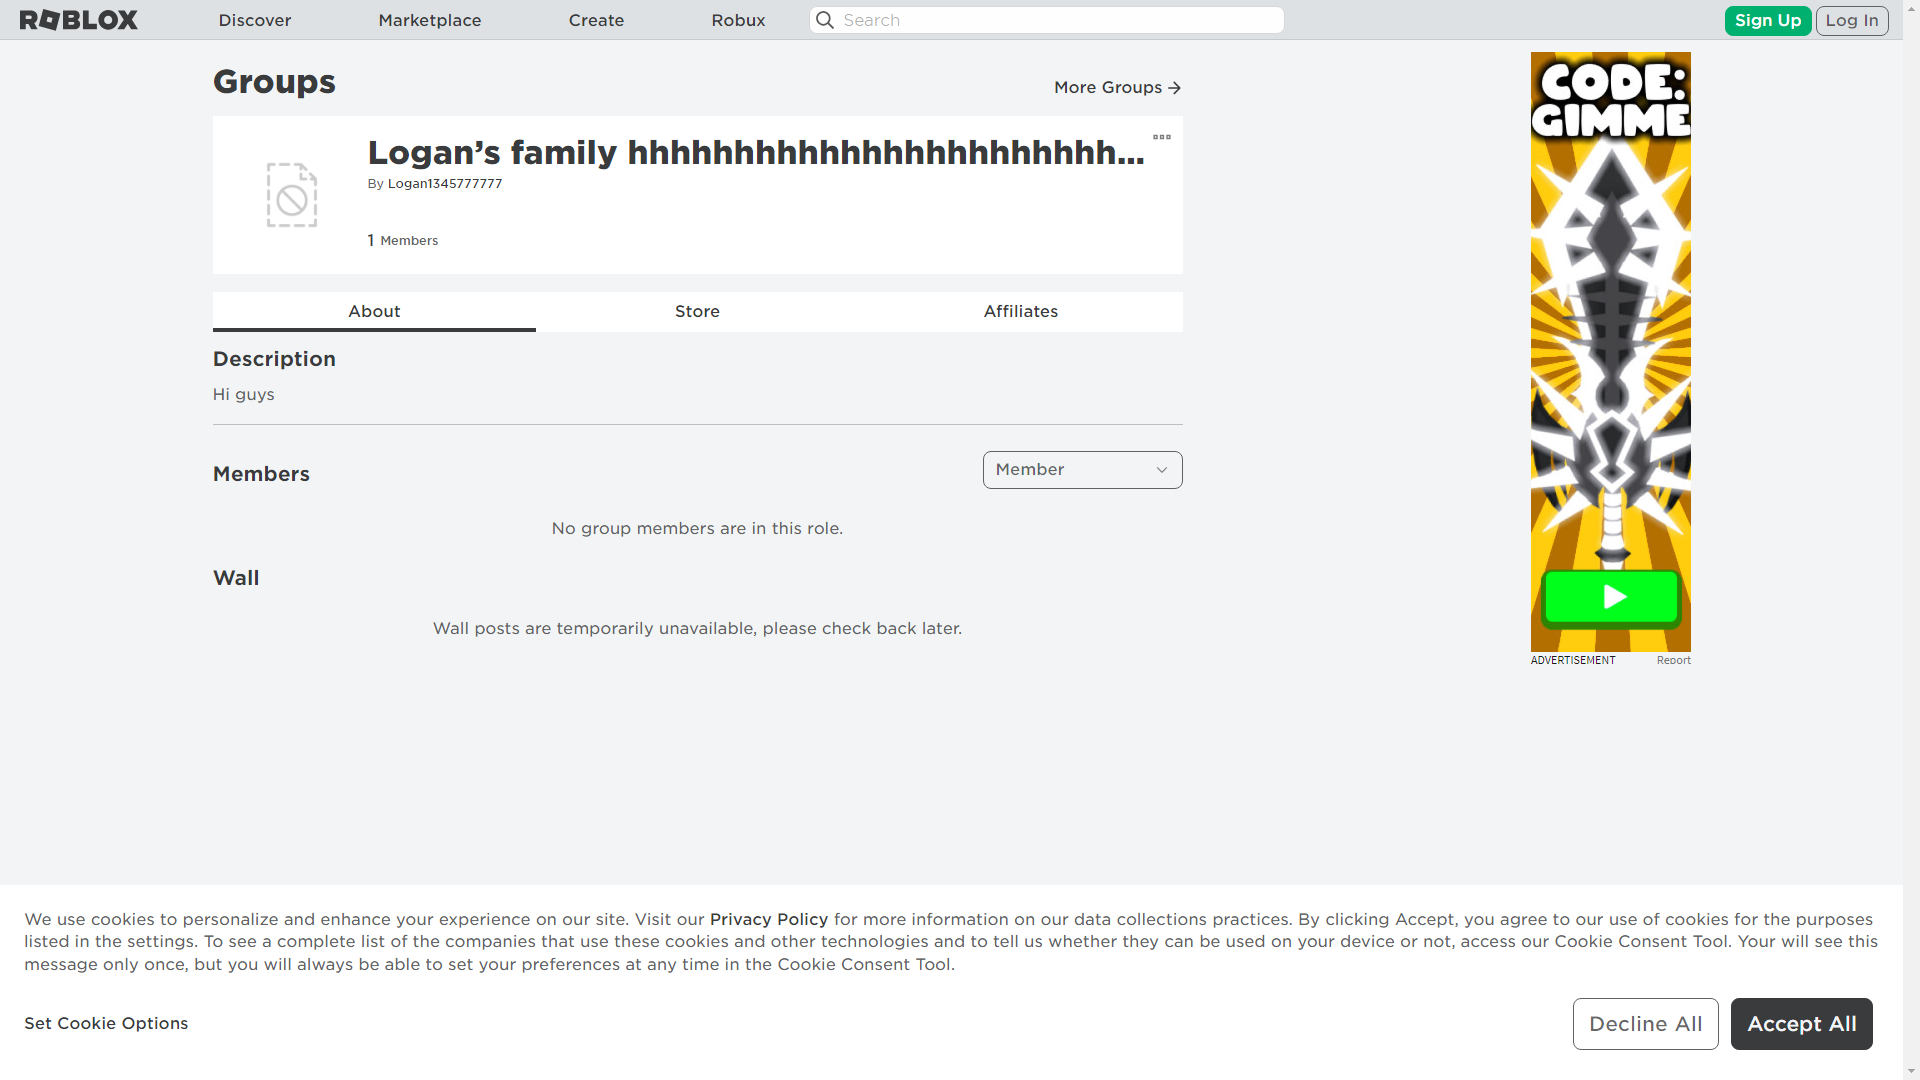 ROBLOX Discover Marketplace Create Robux Search Sign Up Log In
Groups More Groups
Logan’s family hhhhhhhhhhhhhhhhhhhhhhh...
By Logan1345777777
1 Members
About Store Affiliates
Description
Hi guys
Members Member
No group members are in this role.
Wall
Wall posts are temporarily unavailable, please check back later.
CODE:
GIMME
ADVERTISEMENT Report
We use cookies to personalize and enhance your experience on our site. Visit our Privacy Policy for more information on our data collections practices. By clicking Accept, you agree to our use of cookies for the purposes
listed in the settings. To see a complete list of the companies that use these cookies and other technologies and to tell us whether they can be used on your device or not, access our Cookie Consent Tool. Your will see this
message only once, but you will always be able to set your preferences at any time in the Cookie Consent Tool.
Set Cookie Options Decline All Accept All